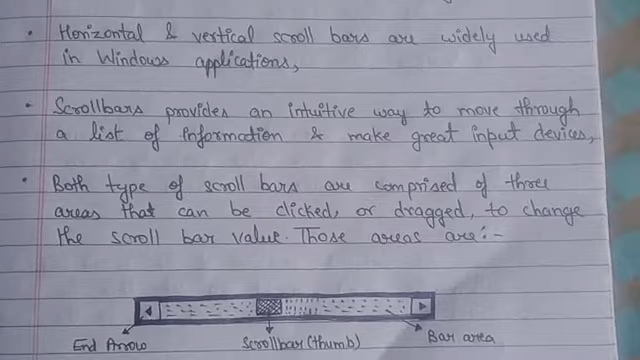 • Horizontal & vertical scroll bars are widely used
in Windows applications,
• Scrollbars provides an intuitive way to move through
a list of information & make great input devices,
• Both type of scroll bars are comprised of three
areas that can be clicked, or dragged, to change
the scroll bar value. Those areas are:-
End Arrow
Scrollbar (thumb)
Bar area